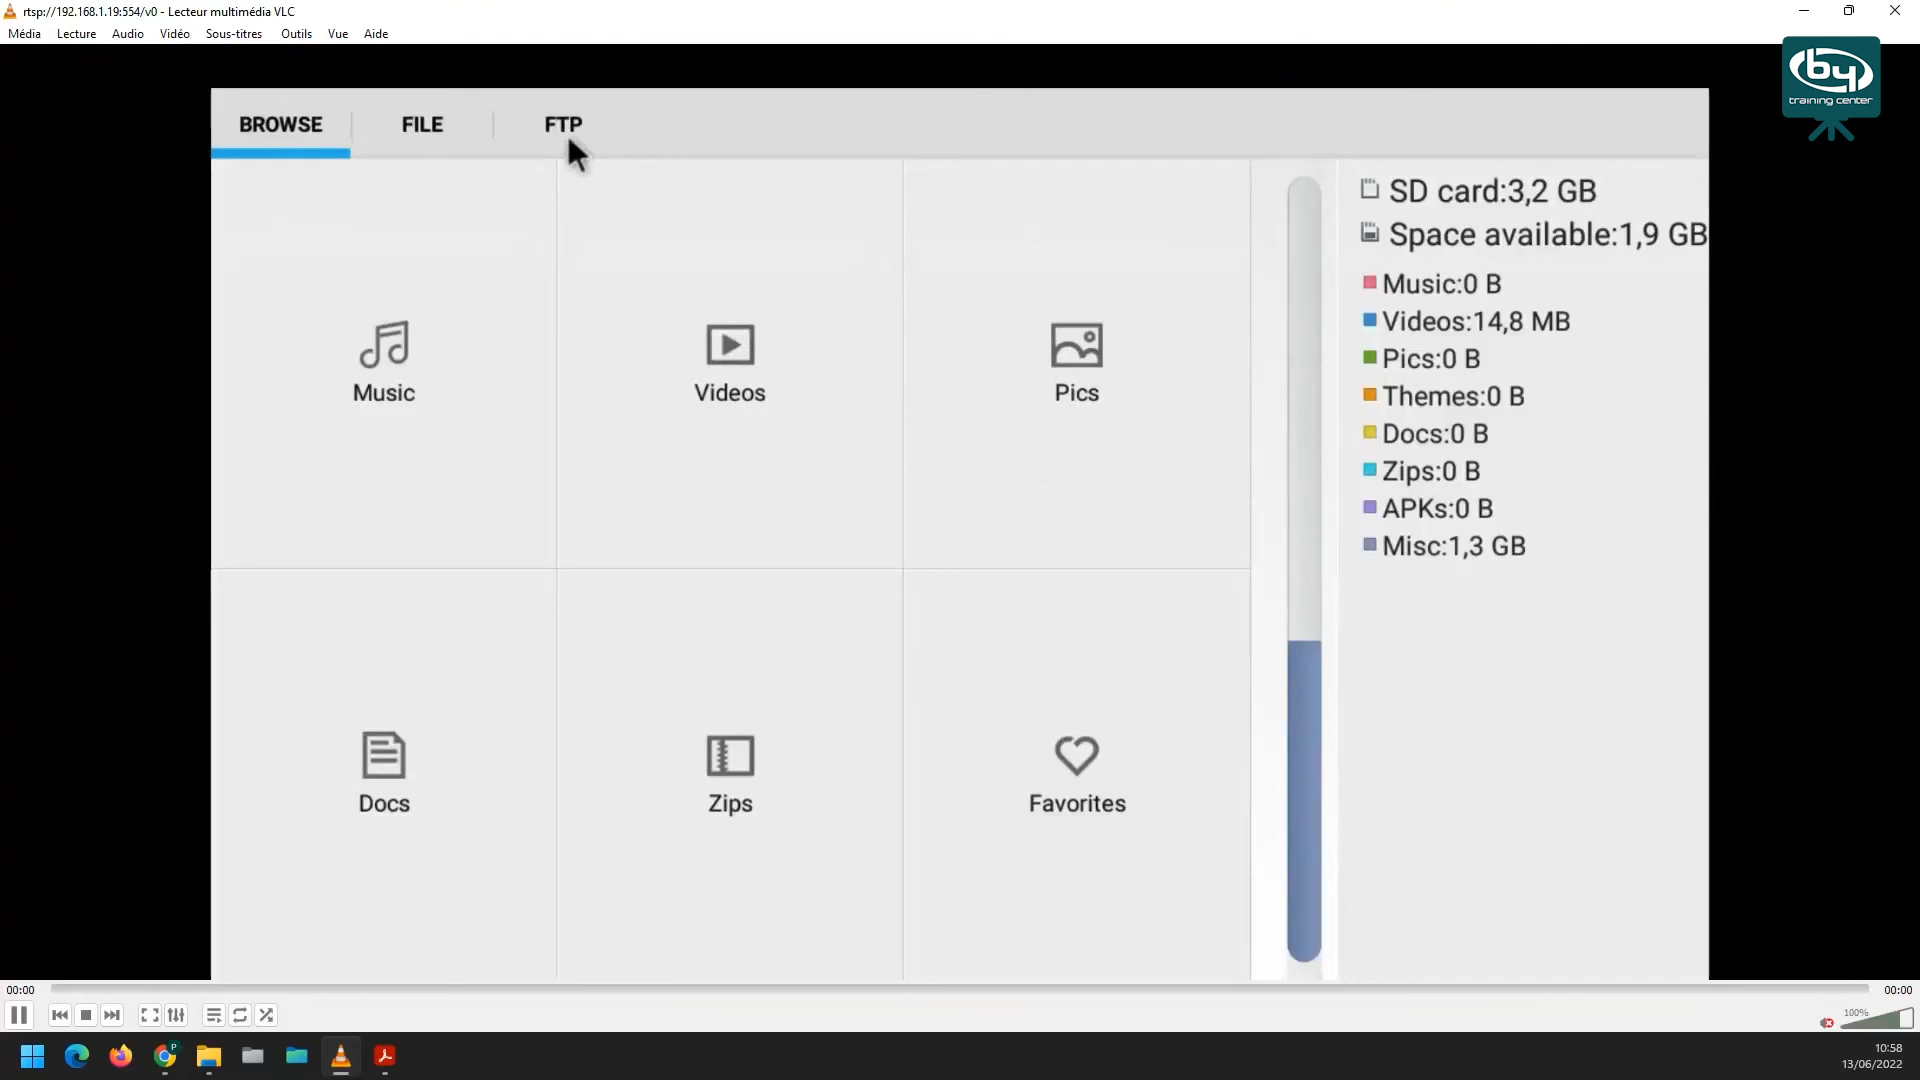 rtsp://192.168.1.19:554/v0 - Lecteur multimédia VLC
Média Lecture Audio Vidéo Sous-titres Outils Vue Aide
by
training center
BROWSE FILE FTP
SD card:3,2 GB
Space available:1,9 GB
Music:0 B
Videos:14,8 MB
Pics:0 B
Themes:0 B
Docs:0 B
Zips:0 B
APKs:0 B
Misc:1,3 GB
Music Videos Pics
Docs Zips Favorites
00:00 00:00
100%
P
10:58
13/06/2022